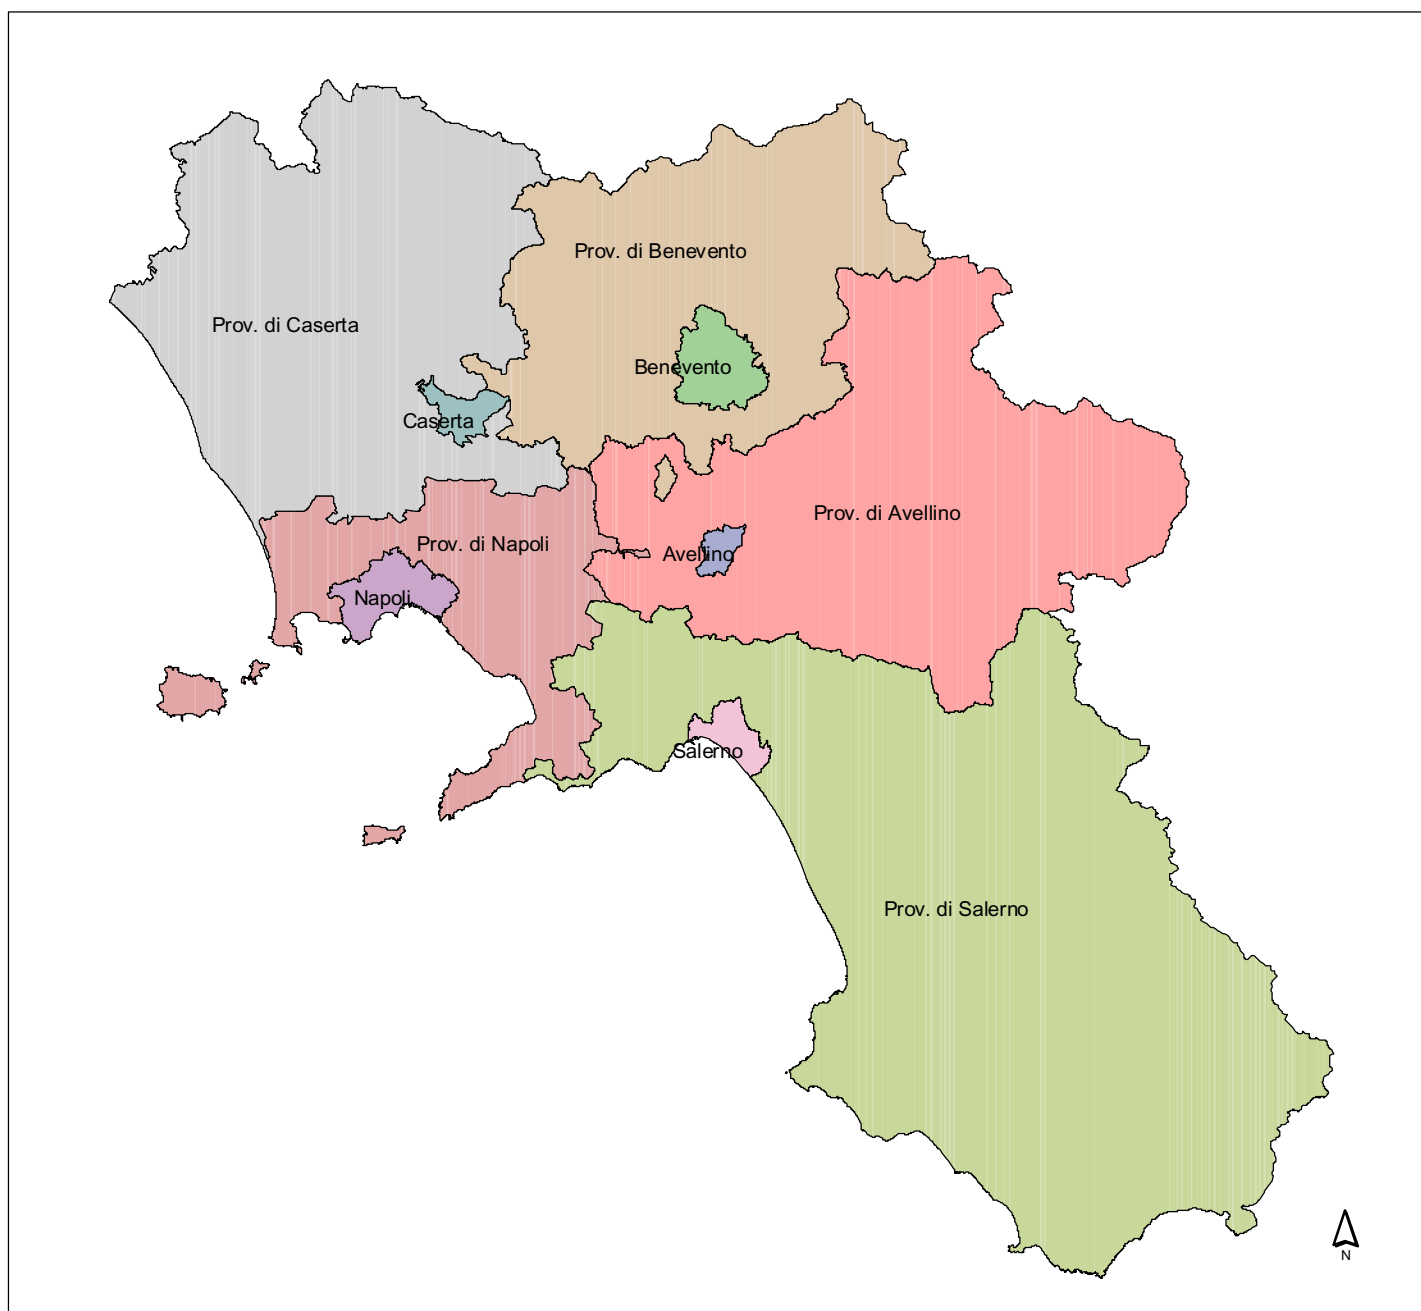 Prov. di Benevento
Prov. di Caserta
Benevento
Caserta
Prov. di Avellino
Prov. di Napoli
Avellino
Napoli
Salerno
Prov. di Salerno
N